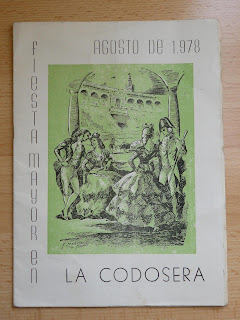 AGOSTO DE 1.978
FIESTA MAYOR EN
LA CODOSERA